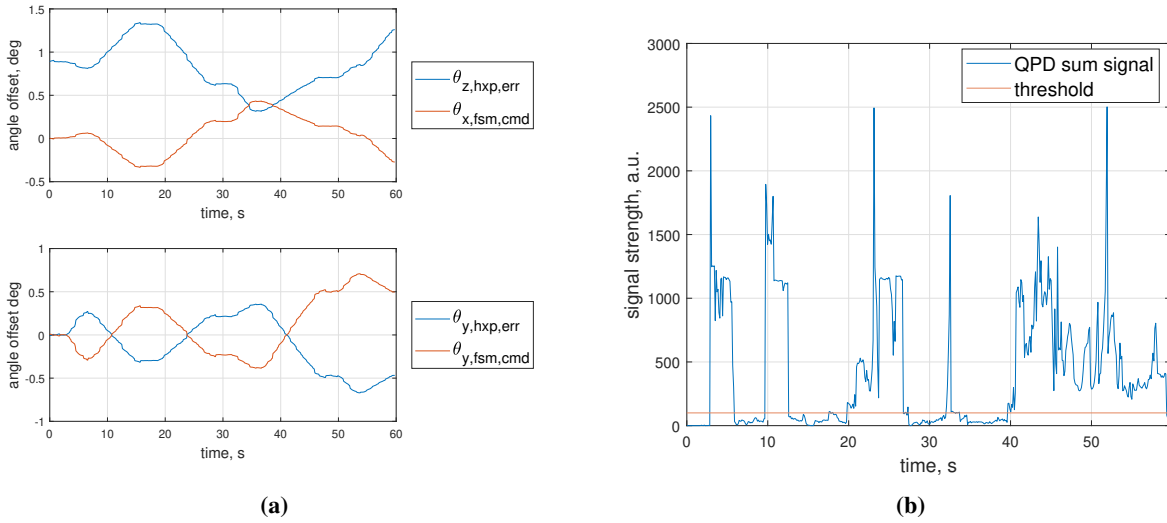 1.5
1
0.5
0
-0.5
0 10 20 30 40 50 60
time, s
angle offset, deg
θz,hxp,err
θx,fsm,cmd
1
0.5
0
-0.5
-1
0 10 20 30 40 50 60
time, s
angle offset deg
θy,hxp,err
θy,fsm,cmd
(a)
3000
2500
2000
1500
1000
500
0
0 10 20 30 40 50
time, s
signal strength, a.u.
QPD sum signal
threshold
(b)